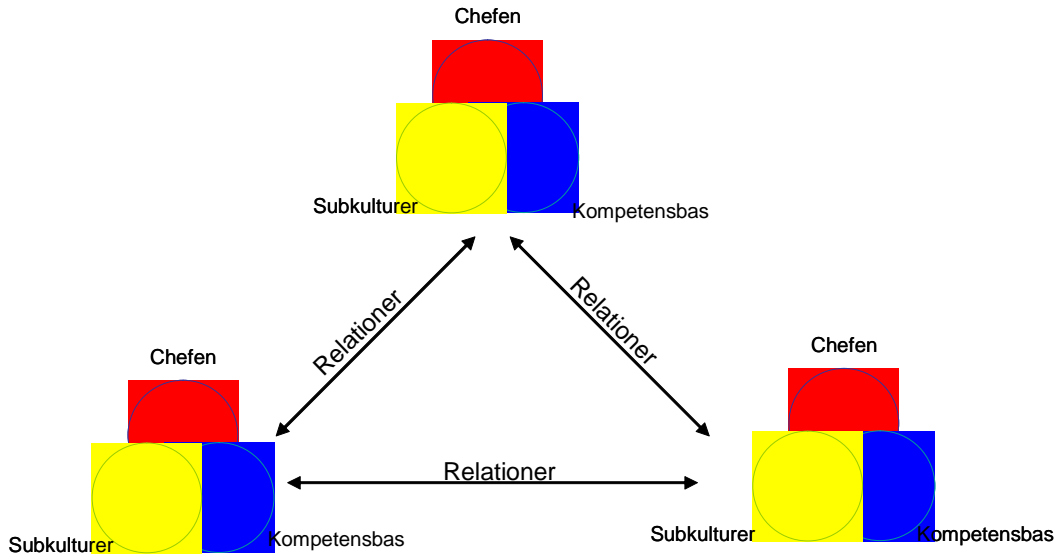 Chefen
Subkulturer
Kompetensbas
Relationer
Relationer
Chefen
Chefen
Relationer
Subkulturer
Kompetensbas
Subkulturer
Kompetensbas